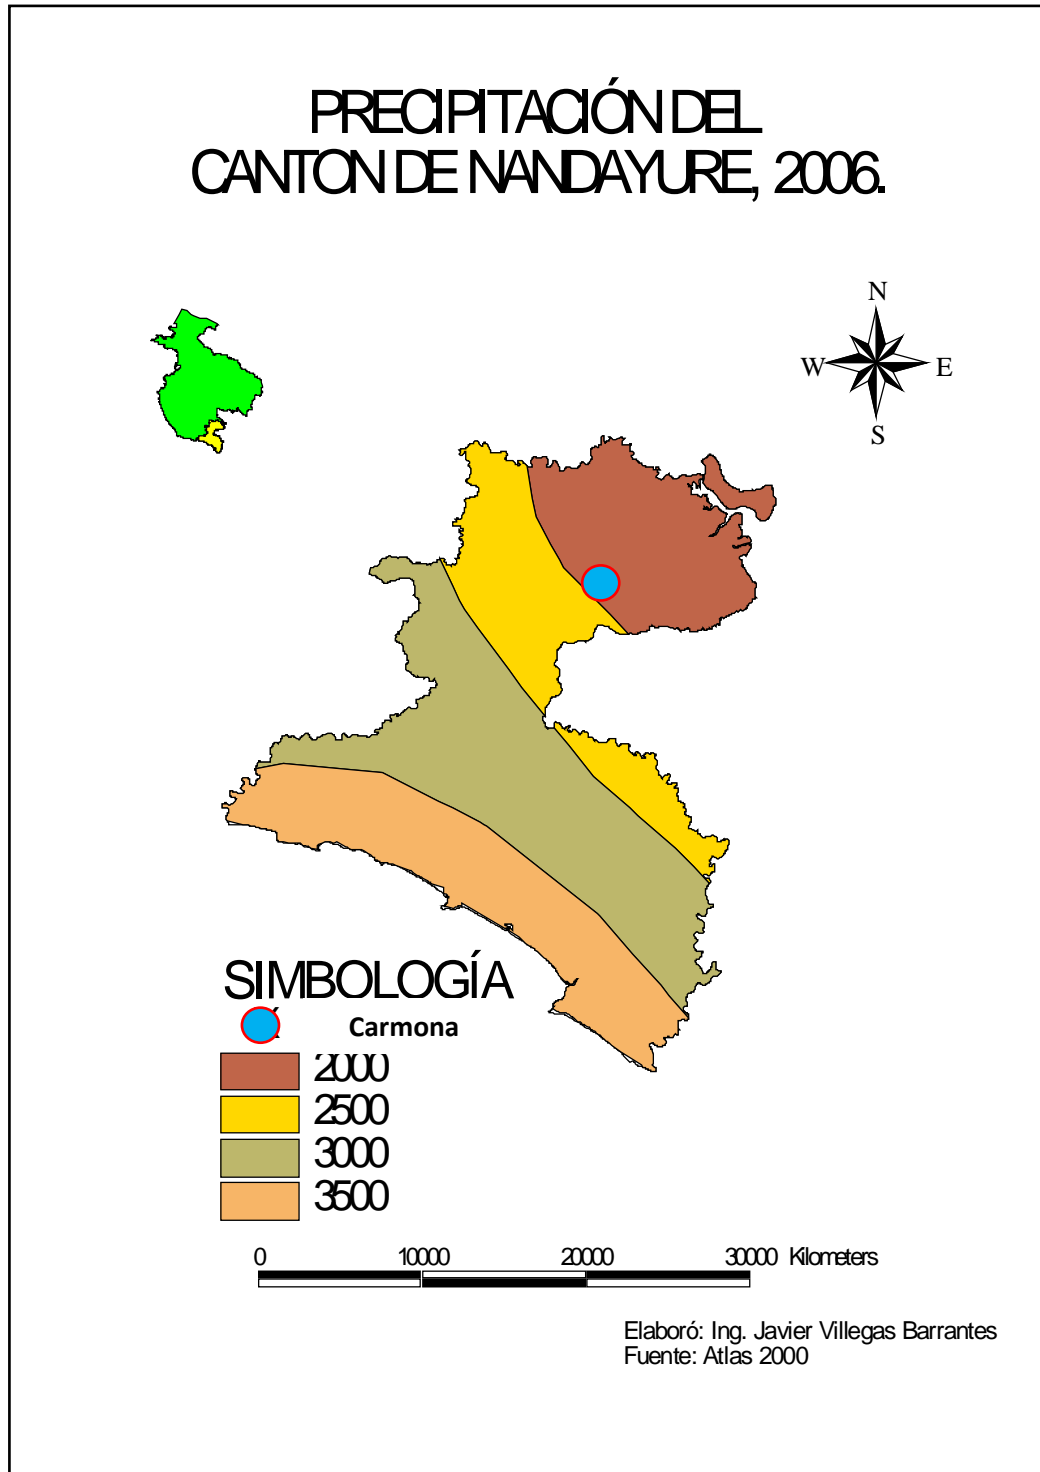 PRECIPITACIÓN DEL
CANTON DE NANDAYURE, 2006.
N
W E
S
SIMBOLOGÍA
Carmona
2000
2500
3000
3500
0 10000 20000 30000 Kilometers
Elaboró: Ing. Javier Villegas Barrantes
Fuente: Atlas 2000